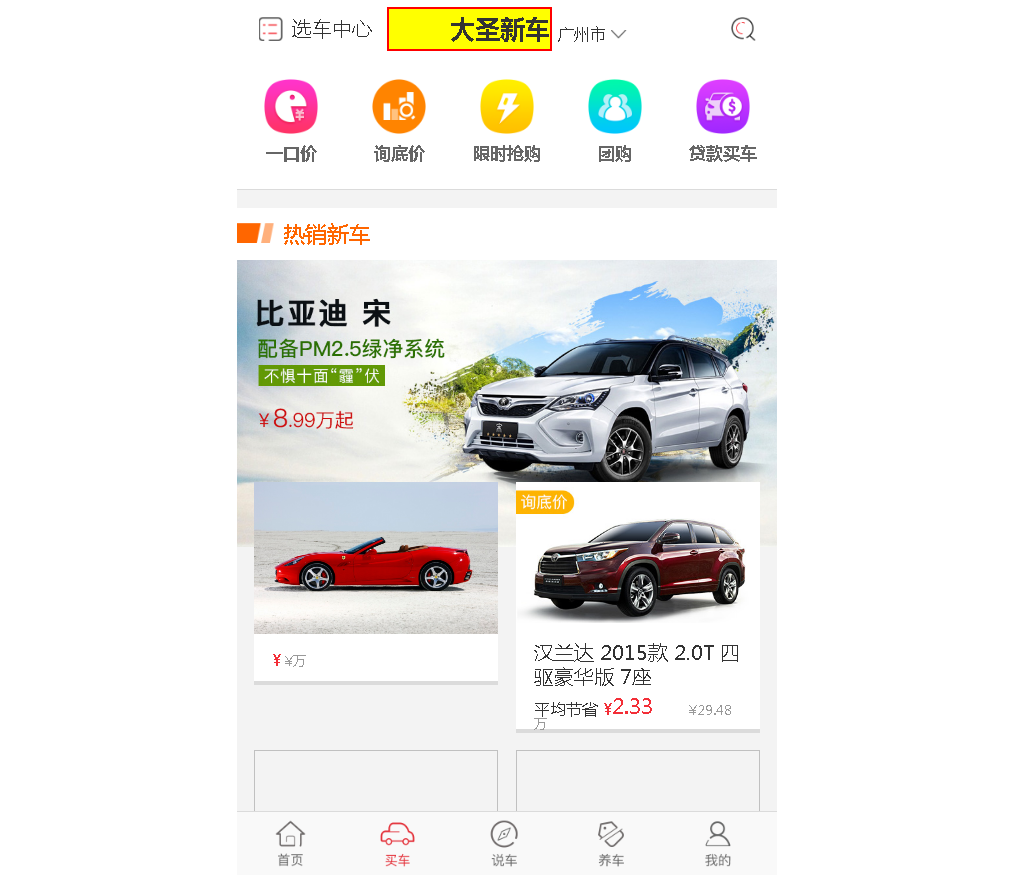 选车中心 大圣新车 广州市
一口价 询底价 限时抢购 团购 贷款买车
热销新车
比亚迪 宋
配备PM2.5绿净系统
不惧十面“霾”伏
¥8.99万起
询底价
¥ ¥万
汉兰达 2015款 2.0T 四
驱豪华版 7座
平均节省 ¥2.33 ¥29.48
万
首页 买车 说车 养车 我的